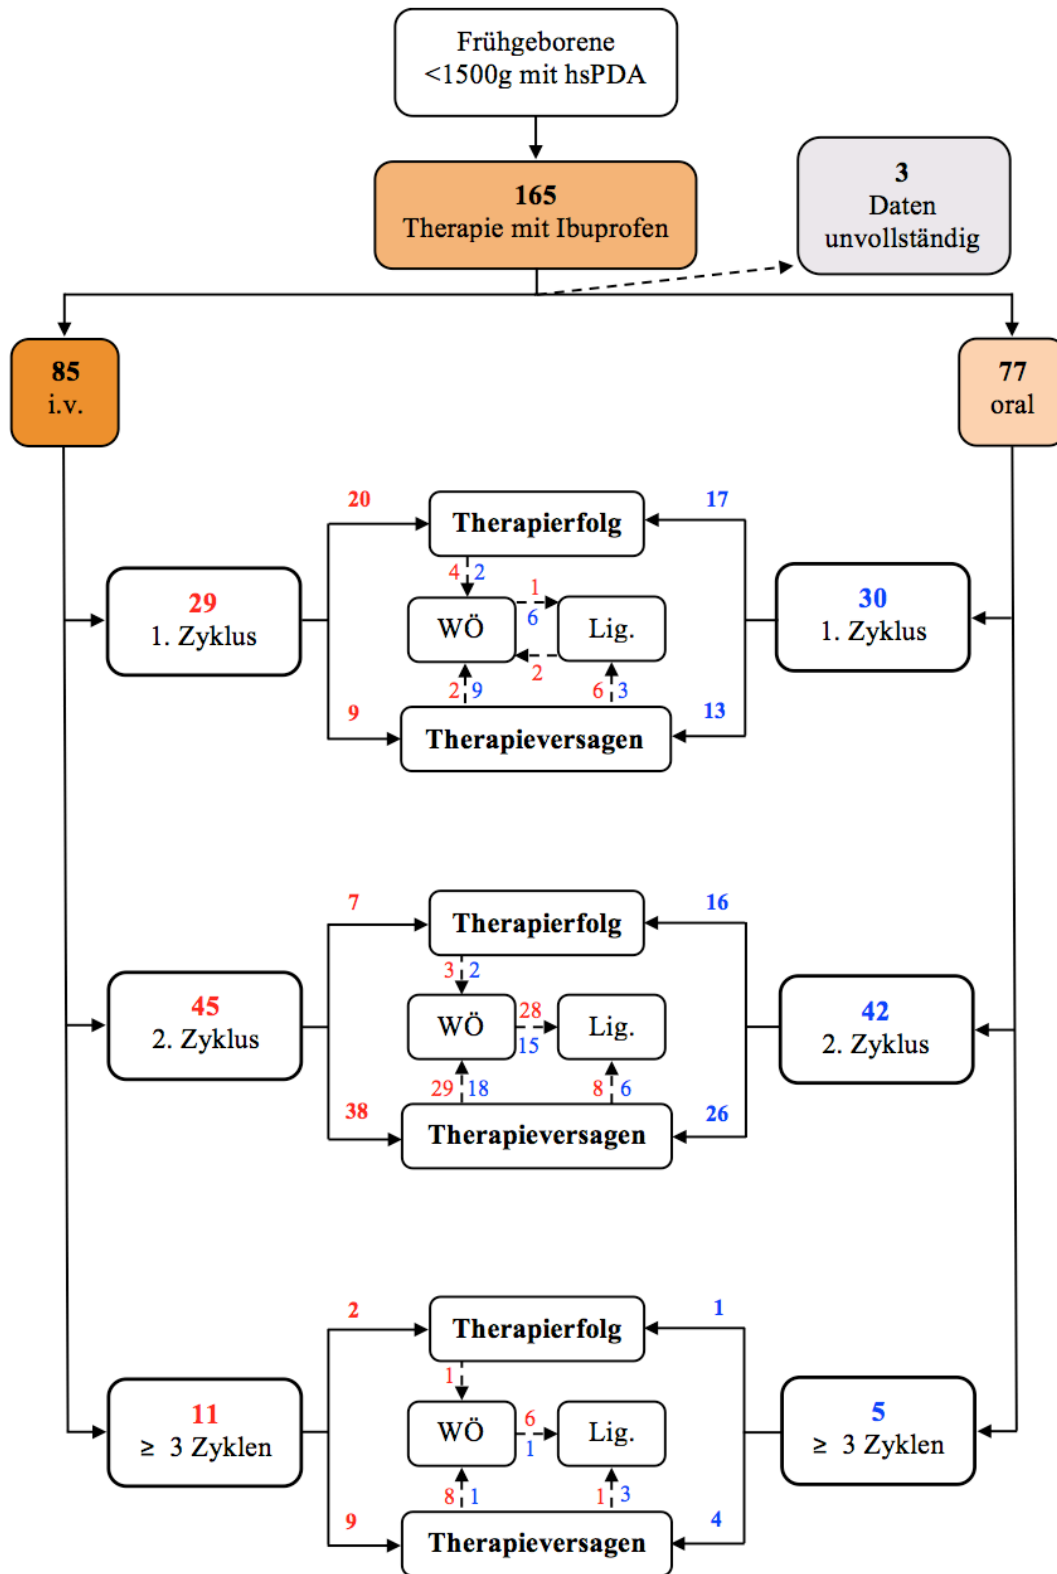 Frühgeborene
<1500g mit hsPDA
165
Therapie mit Ibuprofen
3
Daten
unvollständig
85
i.v.
77
oral
20
17
Therapierfolg
4 2
29
1. Zyklus
WÖ
1
6
2
Lig.
30
1. Zyklus
2 9
6 3
9
13
Therapieversagen
7
16
Therapierfolg
3 2
45
2. Zyklus
WÖ
28
15
Lig.
42
2. Zyklus
29 18
8 6
38
26
Therapieversagen
2
1
Therapierfolg
1
11
≥ 3 Zyklen
WÖ
6
1
Lig.
5
≥ 3 Zyklen
8 1
1 3
9
4
Therapieversagen